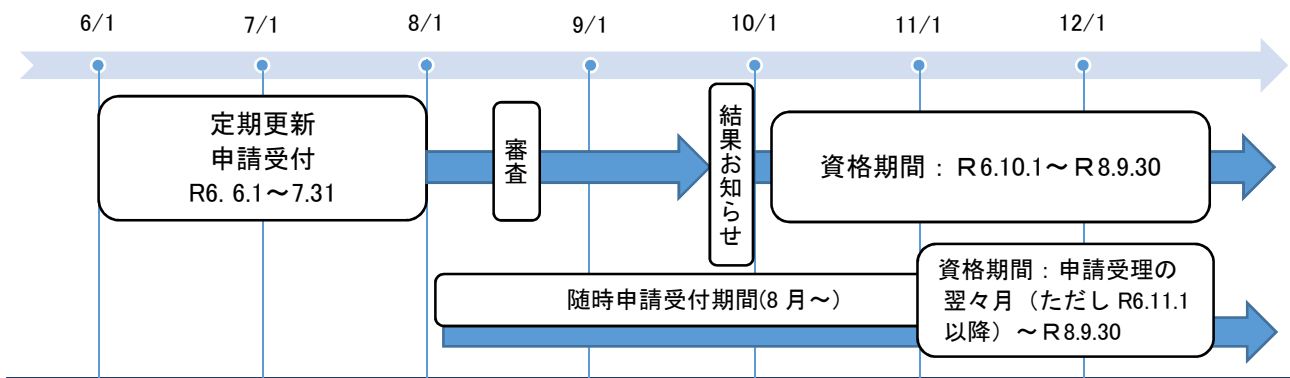 6/1 7/1 8/1 9/1 10/1 11/1 12/1
定期更新
申請受付
R6. 6.1～7.31
審査
結果お知らせ
資格期間：Ｒ6.10.1～Ｒ8.9.30
随時申請受付期間(8 月～)
資格期間：申請受理の
翌々月（ただし R6.11.1
以降）～Ｒ8.9.30